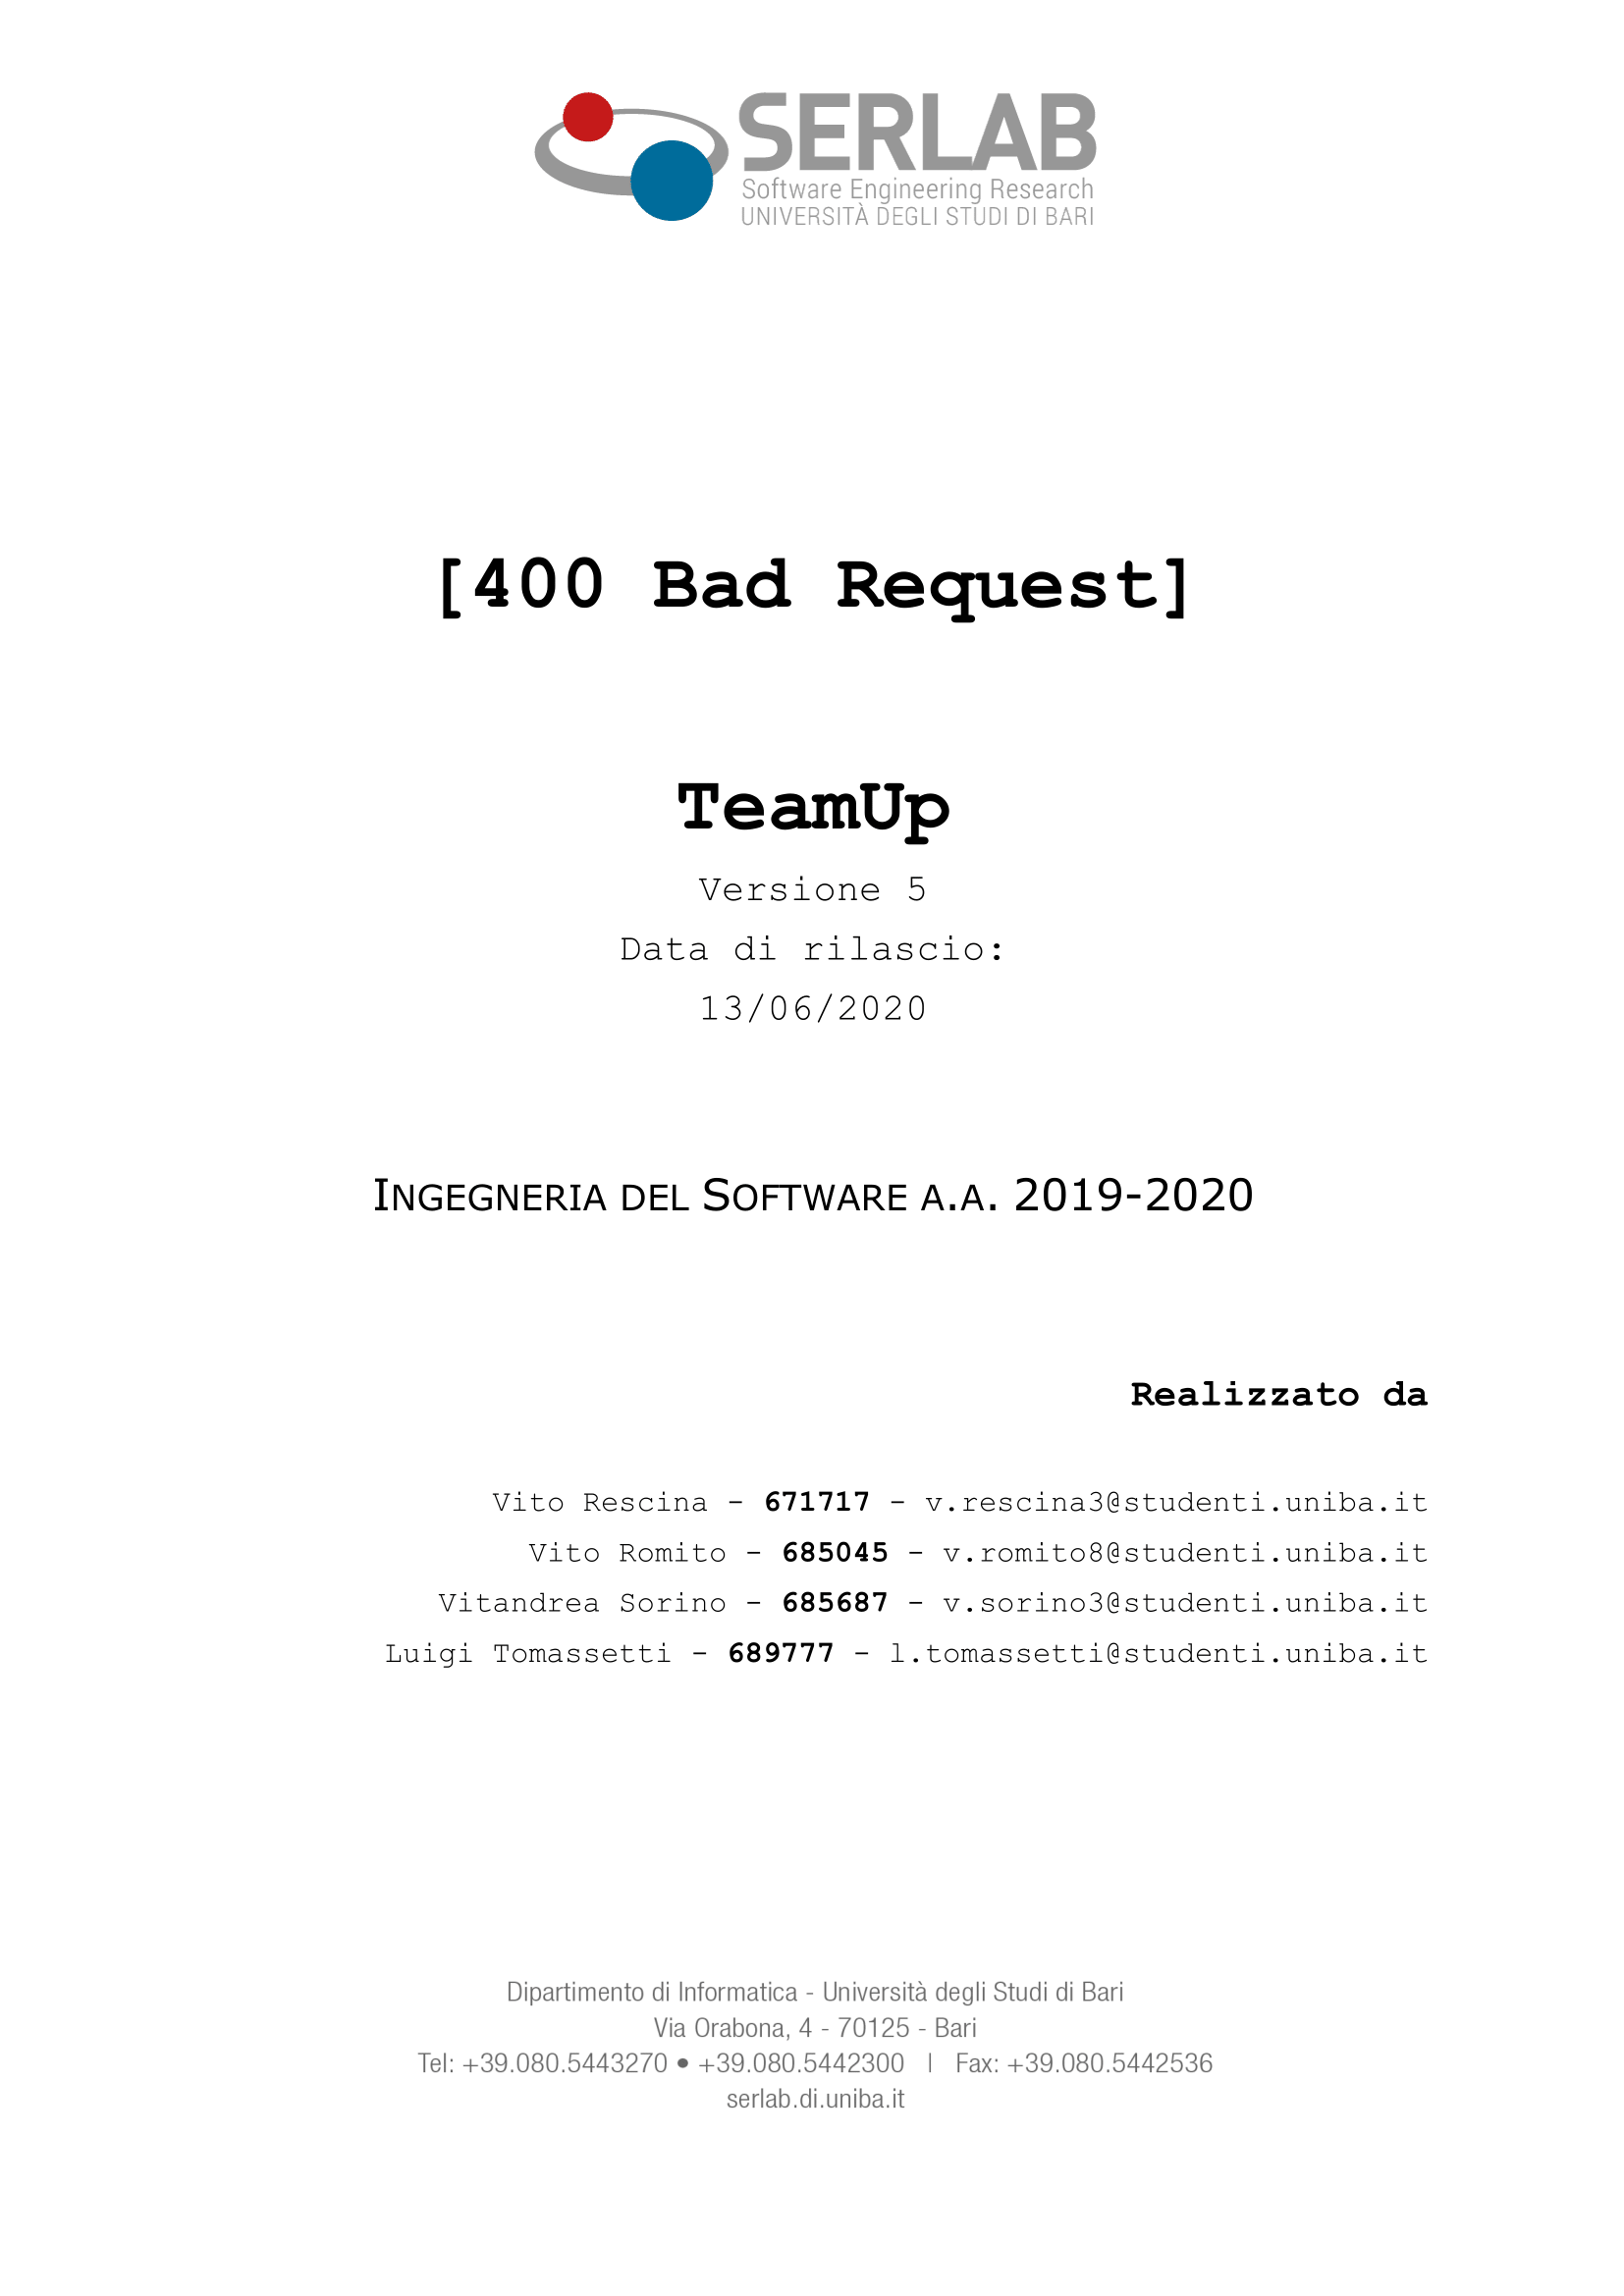 SERLAB
Software Engineering Research
UNIVERSITÀ DEGLI STUDI DI BARI
[400 Bad Request]
TeamUp
Versione 5
Data di rilascio:
13/06/2020
INGEGNERIA DEL SOFTWARE A.A. 2019-2020
Realizzato da
Vito Rescina - 671717 - v.rescina3@studenti.uniba.it
Vito Romito - 685045 - v.romito8@studenti.uniba.it
Vitandrea Sorino - 685687 - v.sorino3@studenti.uniba.it
Luigi Tomassetti - 689777 - l.tomassetti@studenti.uniba.it
Dipartimento di Informatica - Università degli Studi di Bari
Via Orabona, 4 - 70125 - Bari
Tel: +39.080.5443270 • +39.080.5442300 | Fax: +39.080.5442536
serlab.di.uniba.it